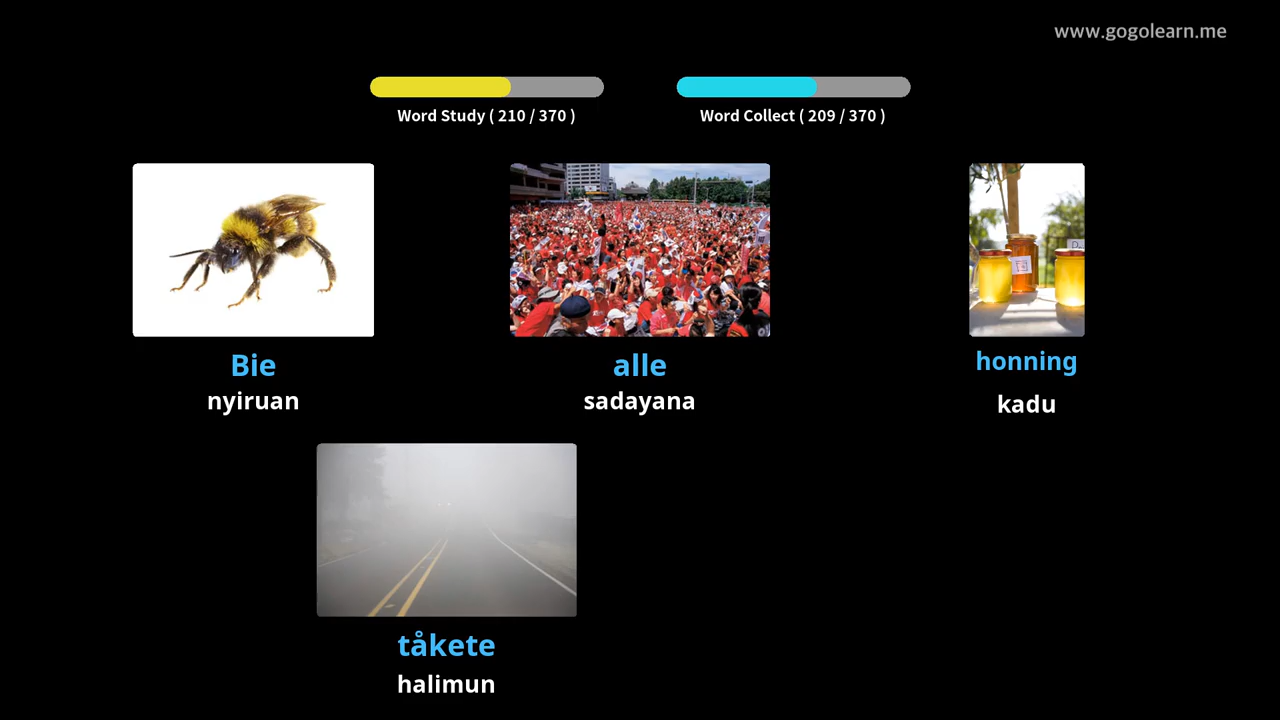 www.gogolearn.me
Word Study ( 210 / 370 )
Word Collect ( 209 / 370 )
Bie
nyiruan
alle
sadayana
honning
kadu
tåkete
halimun